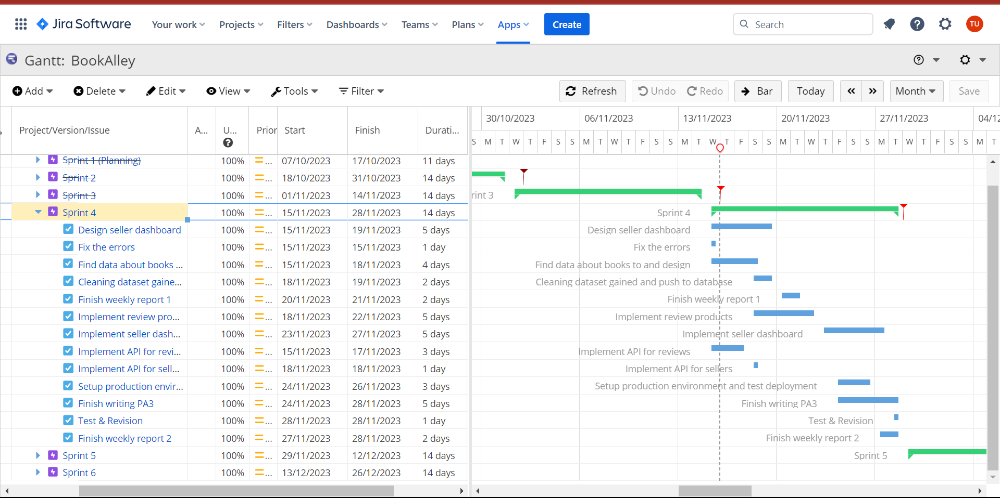 Jira Software Your work Projects Filters Dashboards Teams Plans Apps Create Search TU
Gantt: BookAlley
Add Delete Edit View Tools Filter Refresh Undo Redo Bar Today « » Month Save
Project/Version/Issue A... U... Prior Start Finish Durati...
30/10/2023 06/11/2023 13/11/2023 20/11/2023 27/11/2023 04/12
S M T W T F S S M T W T F S S M T W T F S S M T W T F S S M T W T F S S M T
Sprint 1 (Planning) 100% ... 07/10/2023 17/10/2023 11 days
Sprint 2 100% ... 18/10/2023 31/10/2023 14 days
Sprint 3 100% ... 01/11/2023 14/11/2023 14 days rint 3
Sprint 4 100% ... 15/11/2023 28/11/2023 14 days Sprint 4
Design seller dashboard 100% ... 15/11/2023 19/11/2023 5 days Design seller dashboard
Fix the errors 100% ... 15/11/2023 15/11/2023 1 day Fix the errors
Find data about books ... 100% ... 15/11/2023 18/11/2023 4 days Find data about books to and design
Cleaning dataset gaine... 100% ... 18/11/2023 19/11/2023 2 days Cleaning dataset gained and push to database
Finish weekly report 1 100% ... 20/11/2023 21/11/2023 2 days Finish weekly report 1
Implement review pro... 100% ... 18/11/2023 22/11/2023 5 days Implement review products
Implement seller dash... 100% ... 23/11/2023 27/11/2023 5 days Implement seller dashboard
Implement API for revi... 100% ... 15/11/2023 17/11/2023 3 days Implement API for reviews
Implement API for sell... 100% ... 18/11/2023 18/11/2023 1 day Implement API for sellers
Setup production envir... 100% ... 24/11/2023 26/11/2023 3 days Setup production environment and test deployment
Finish writing PA3 100% ... 24/11/2023 28/11/2023 5 days Finish writing PA3
Test & Revision 100% ... 28/11/2023 28/11/2023 1 day Test & Revision
Finish weekly report 2 100% ... 27/11/2023 28/11/2023 2 days Finish weekly report 2
Sprint 5 100% ... 29/11/2023 12/12/2023 14 days Sprint 5
Sprint 6 100% ... 13/12/2023 26/12/2023 14 days